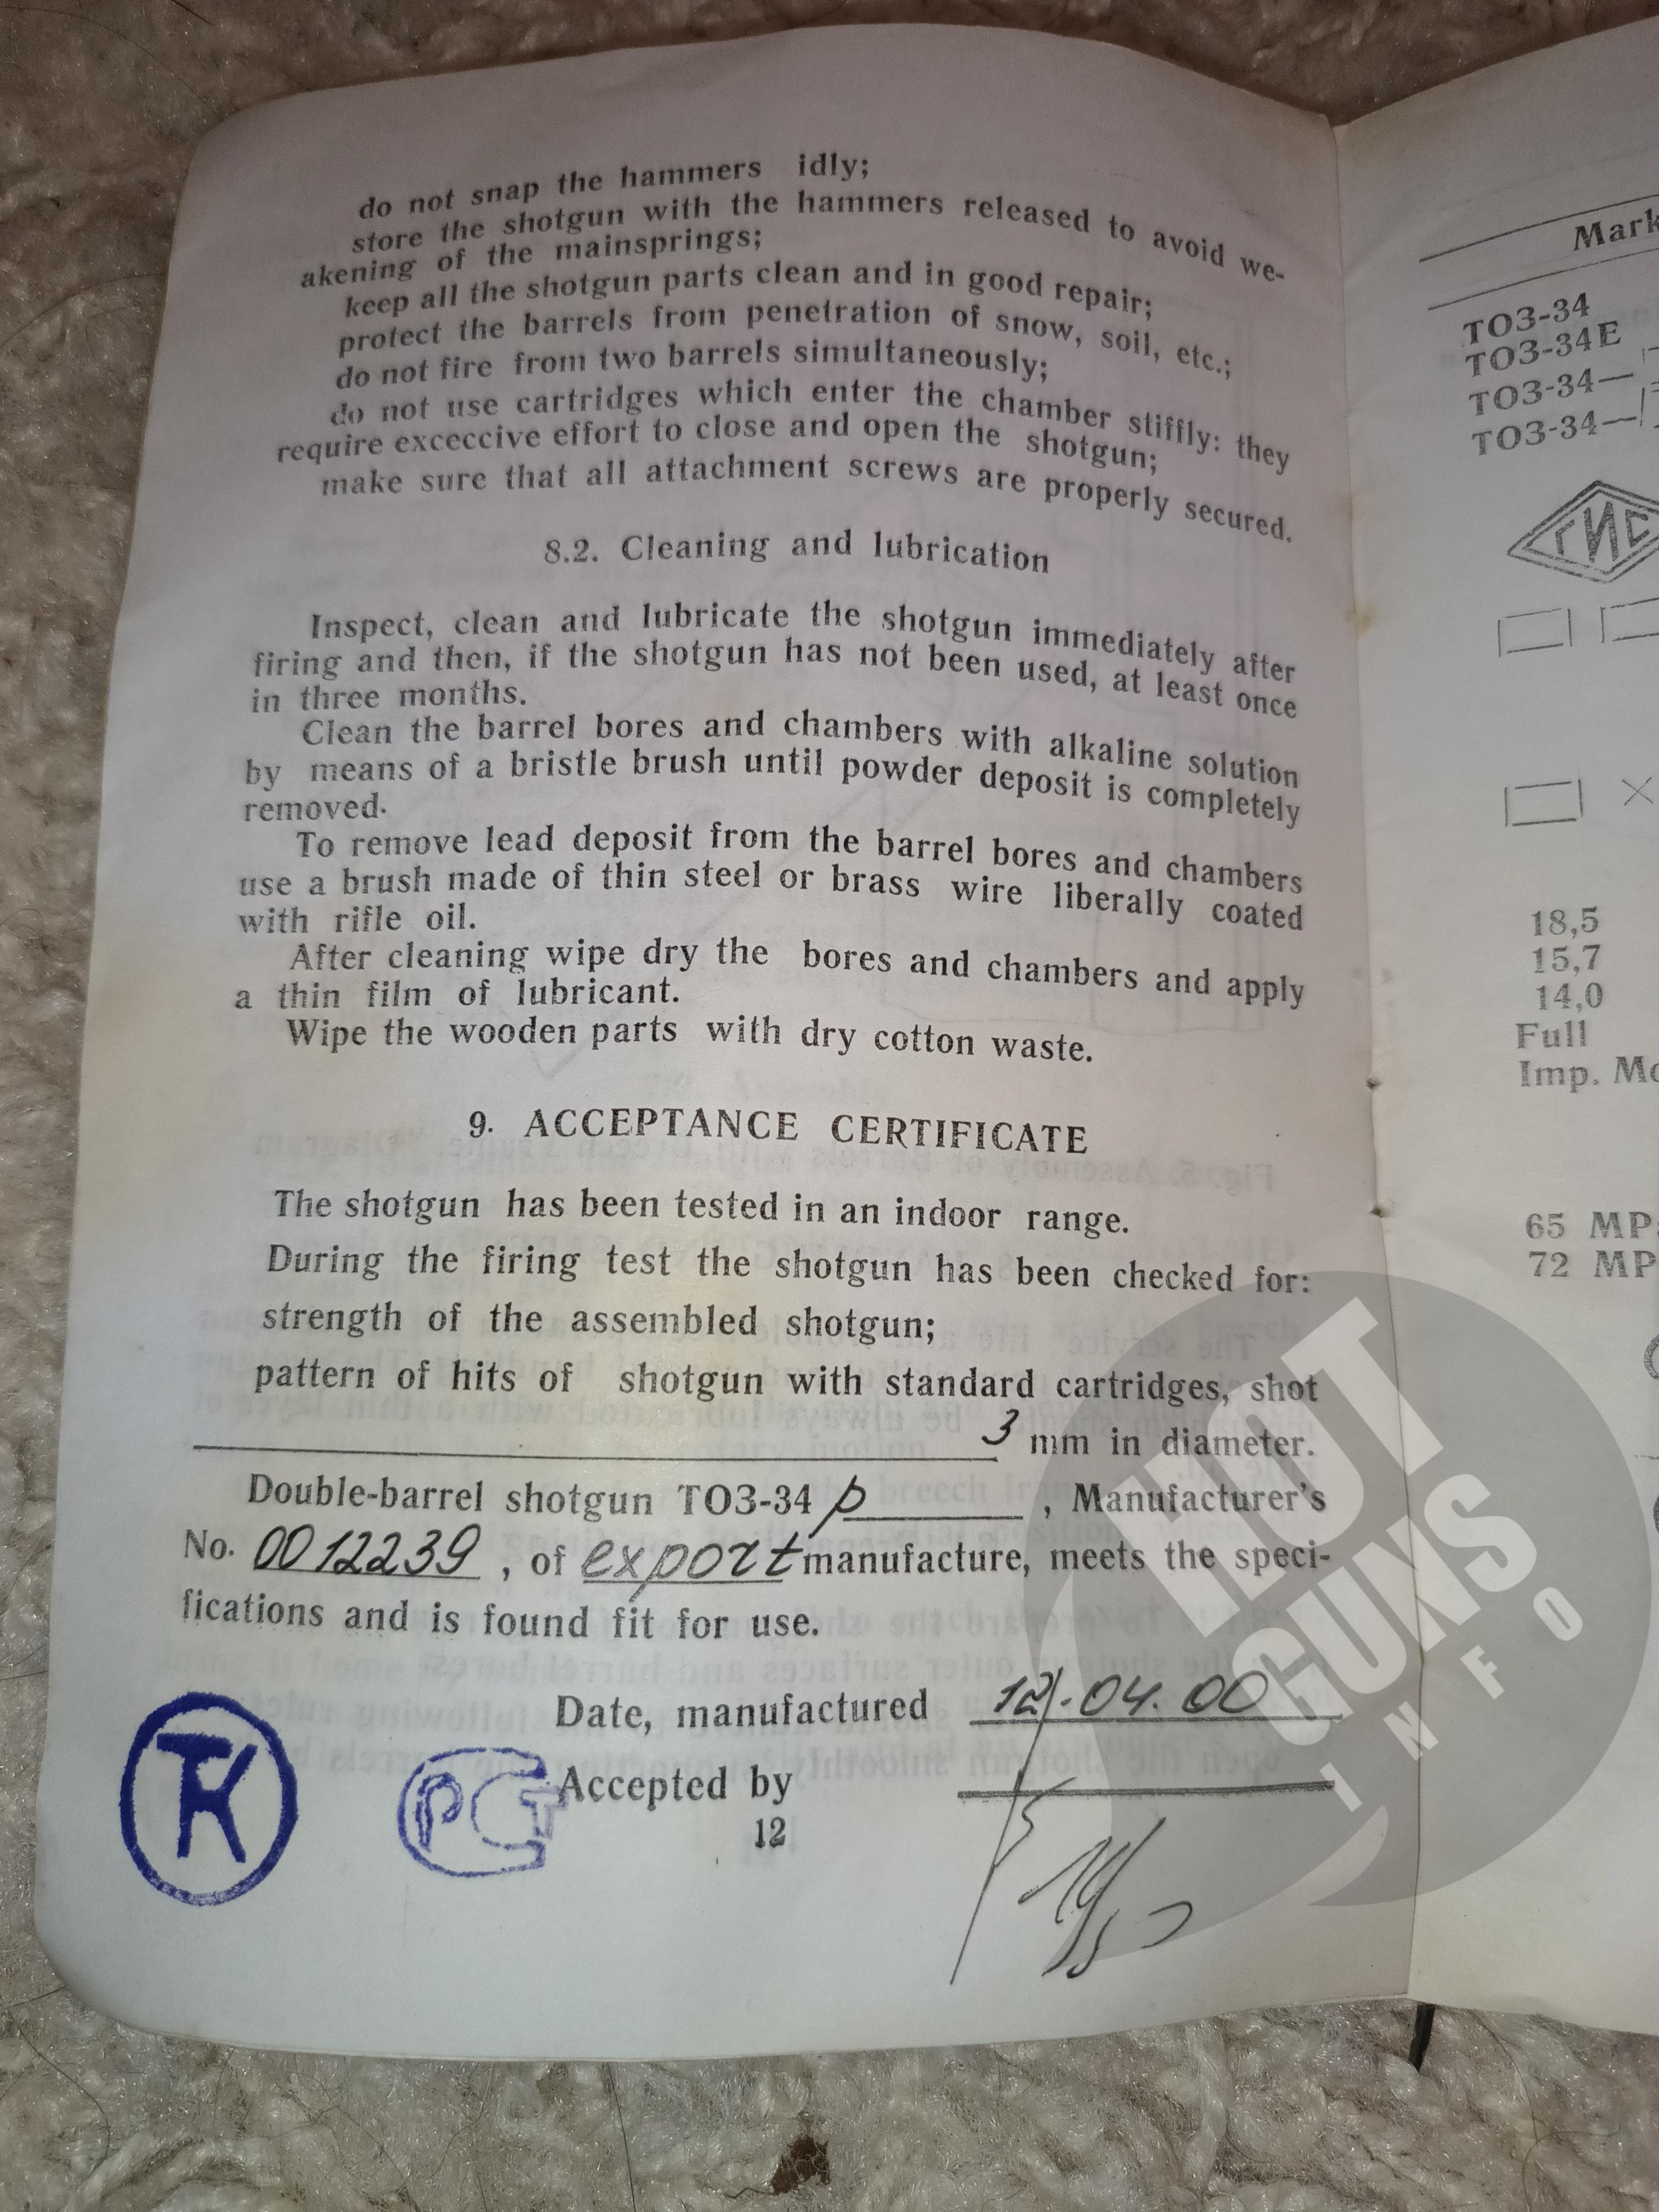 do not snap the hammers idly;
store the shotgun with the hammers released to avoid we-
akening of the mainsprings;
keep all the shotgun parts clean and in good repair;
protect the barrels from penetration of snow, soil, etc.;
do not fire from two barrels simultaneously;
do not use cartridges which enter the chamber stiffly: they
require exceccive effort to close and open the shotgun;
make sure that all attachment screws are properly secured.
8.2. Cleaning and lubrication
Inspect, clean and lubricate the shotgun immediately after
firing and then, if the shotgun has not been used, at least once
in three months.
Clean the barrel bores and chambers with alkaline solution
by means of a bristle brush until powder deposit is completely
removed.
To remove lead deposit from the barrel bores and chambers
use a brush made of thin steel or brass wire liberally coated
with rifle oil.
After cleaning wipe dry the bores and chambers and apply
a thin film of lubricant.
Wipe the wooden parts with dry cotton waste.
9. ACCEPTANCE CERTIFICATE
The shotgun has been tested in an indoor range.
During the firing test the shotgun has been checked for:
strength of the assembled shotgun;
pattern of hits of shotgun with standard cartridges, shot
3 mm in diameter.
Double-barrel shotgun TO3-34 p , Manufacturer's
No. 0012239 , of export manufacture, meets the speci-
fications and is found fit for use.
Date, manufactured 12.04.00
Accepted by
12
TK
РСТ
Mark
TO3-34
TO3-34E
TO3-34—
TO3-34—
18,5
15,7
14,0
Full
Imp.
65 MP
72 MP
HOT
GUNS
INFO